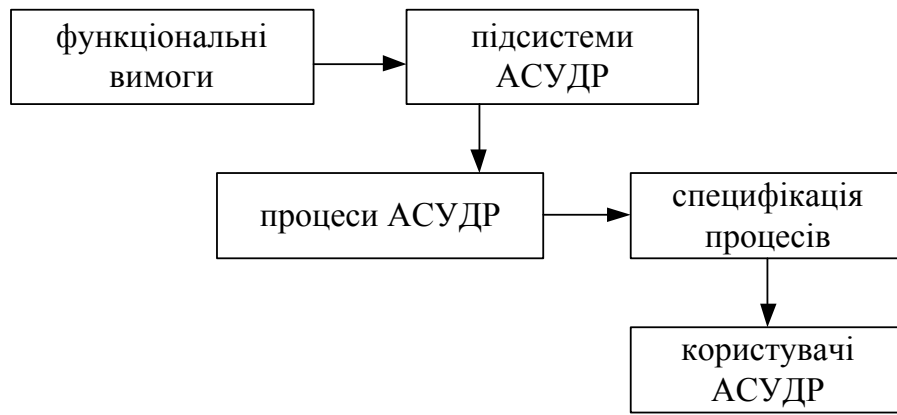 функціональні
вимоги
підсистеми
АСУДР
процеси АСУДР
специфікація
процесів
користувачі
АСУДР